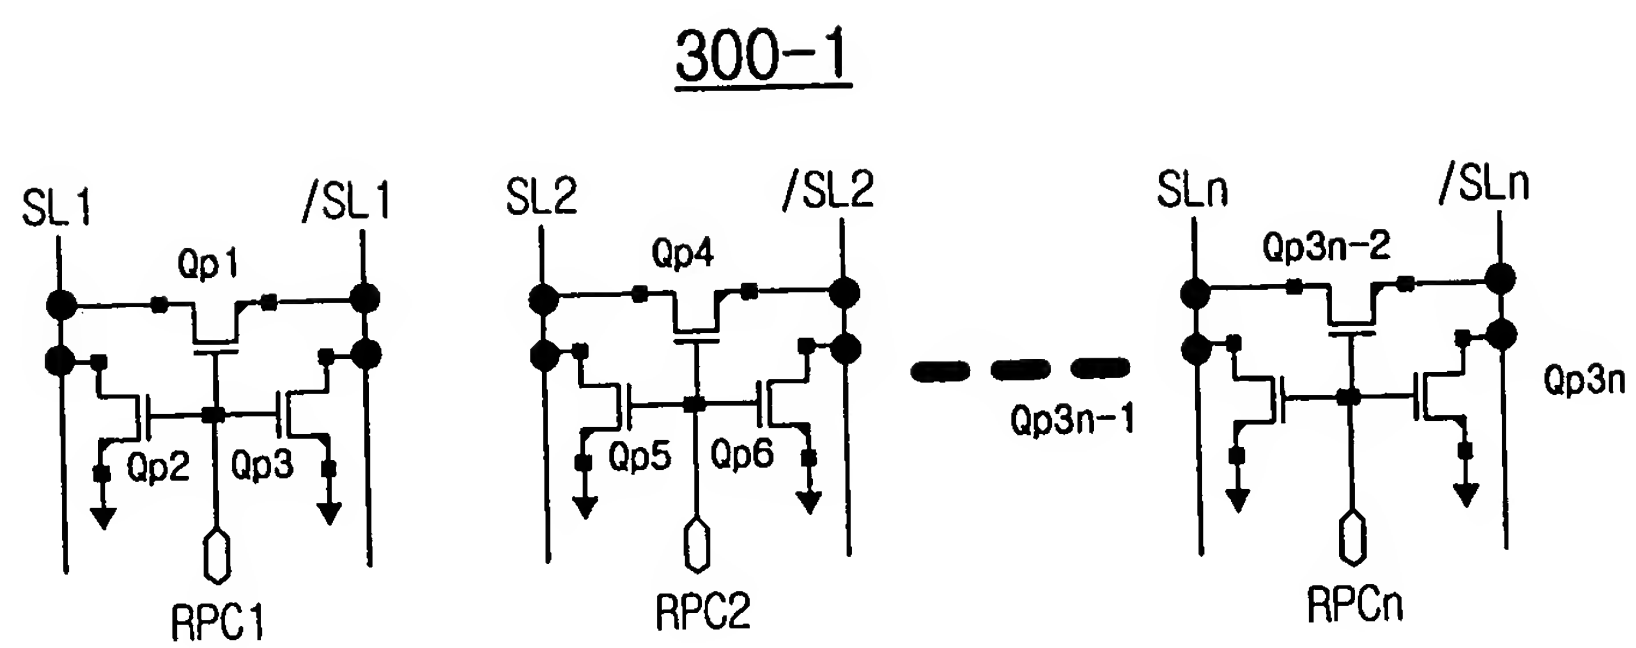 300-1
SL1 /SL1 SL2 /SL2 SLn /SLn
Qp1 Qp4 Qp3n-2
Qp2 Qp3 Qp5 Qp6 Qp3n-1 Qp3n
RPC1 RPC2 RPCn